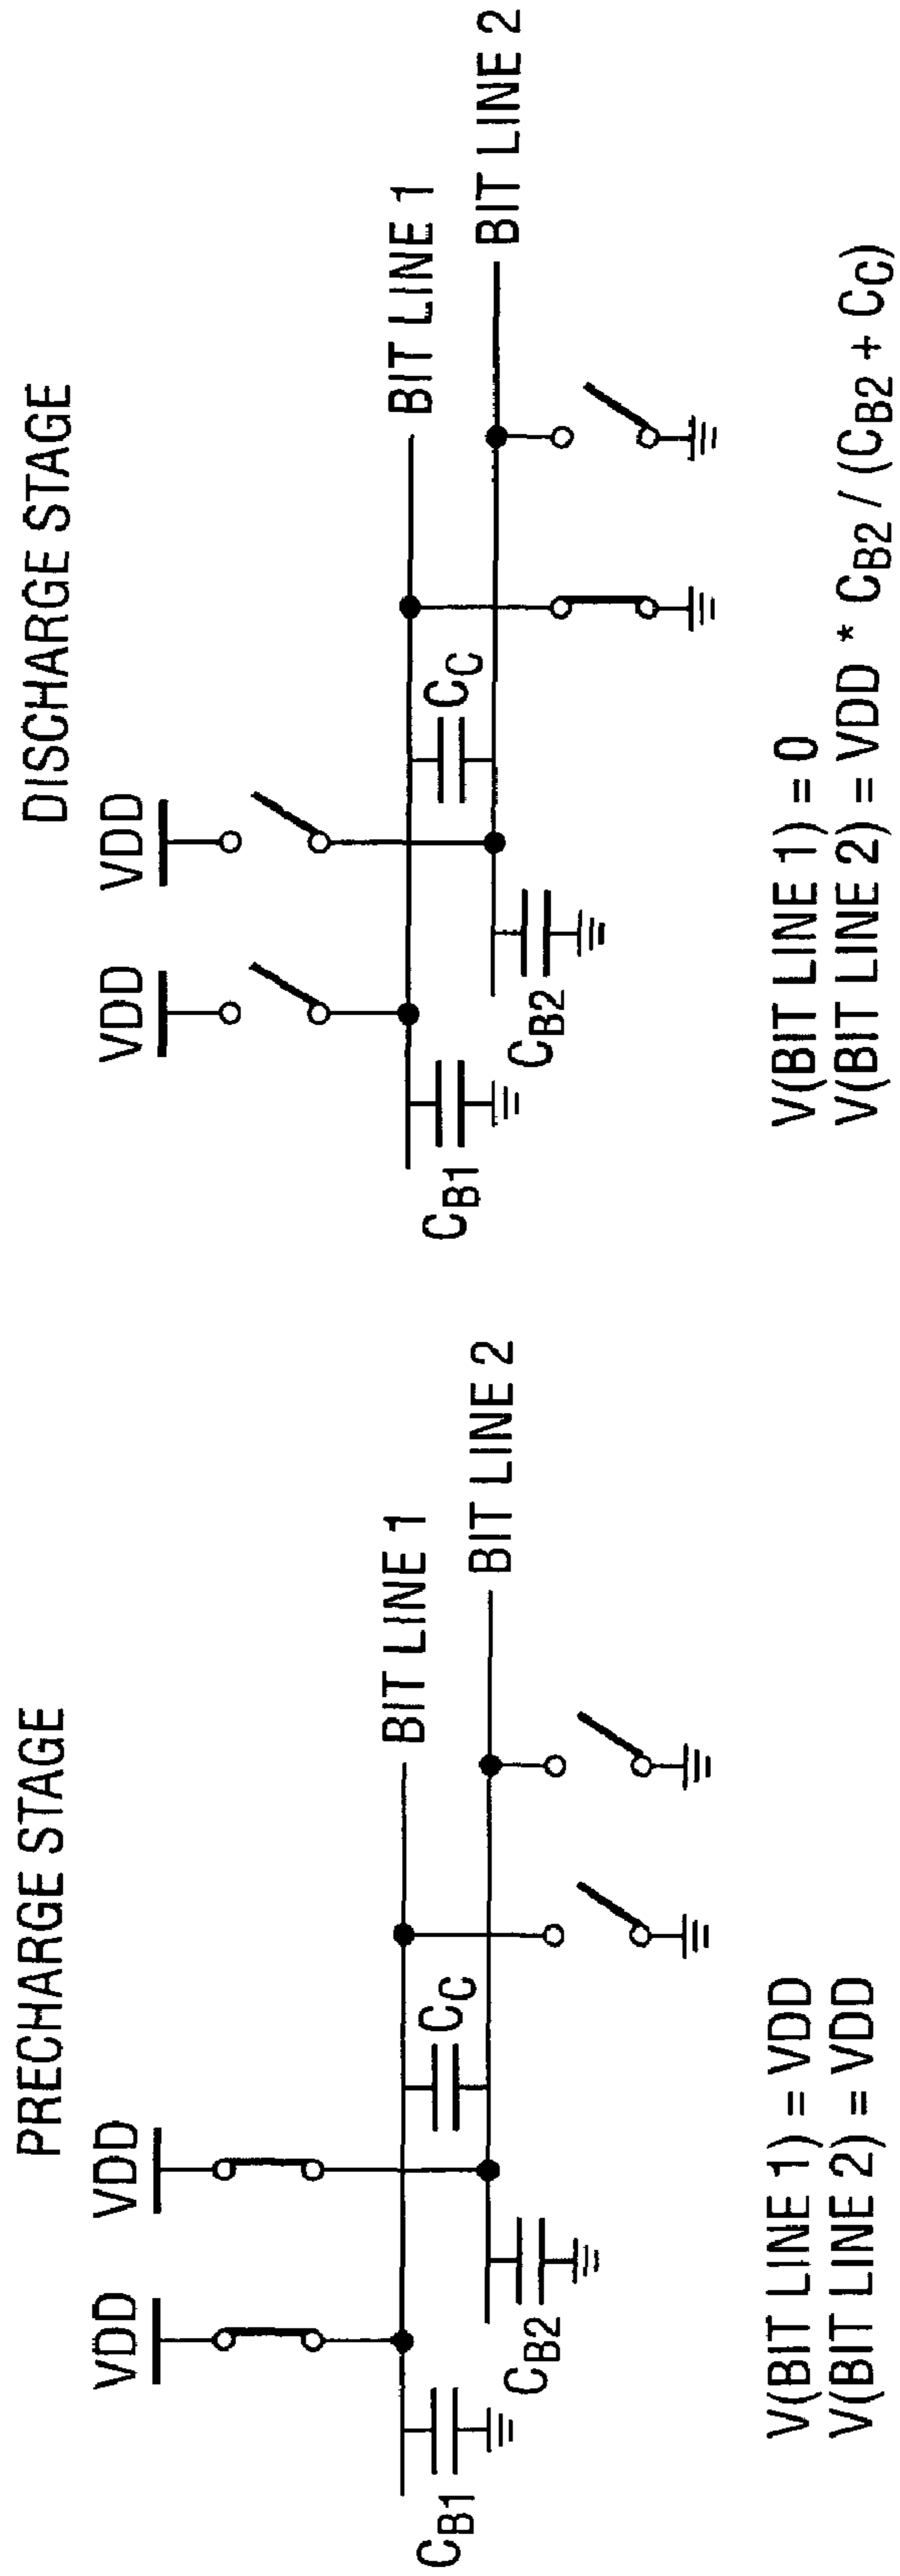 PRECHARGE STAGE
VDD
VDD
BIT LINE 1
BIT LINE 2
CC
CB1
CB2
V(BIT LINE 1) = VDD
V(BIT LINE 2) = VDD
DISCHARGE STAGE
VDD
VDD
BIT LINE 1
BIT LINE 2
CC
CB1
CB2
V(BIT LINE 1) = 0
V(BIT LINE 2) = VDD * CB2 / (CB2 + CC)